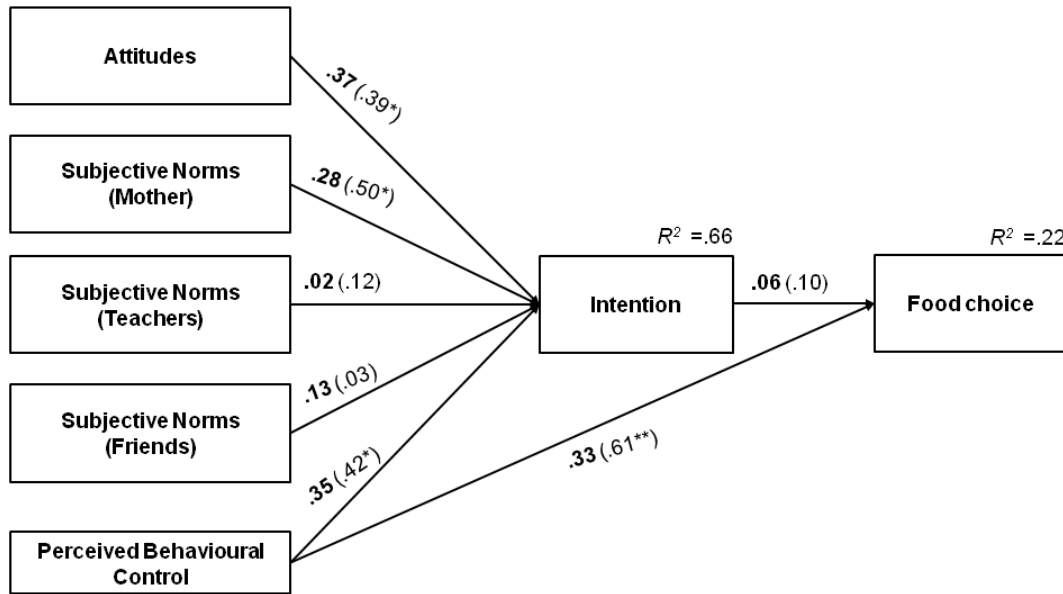 Attitudes
.37 (.39*)
Subjective Norms
(Mother)
.28 (.50*)
R² =.66
R² =.22
Subjective Norms
(Teachers)
.02 (.12)
Intention
.06 (.10)
Food choice
Subjective Norms
(Friends)
.13 (.03)
.35 (.42*)
.33 (.61**)
Perceived Behavioural
Control